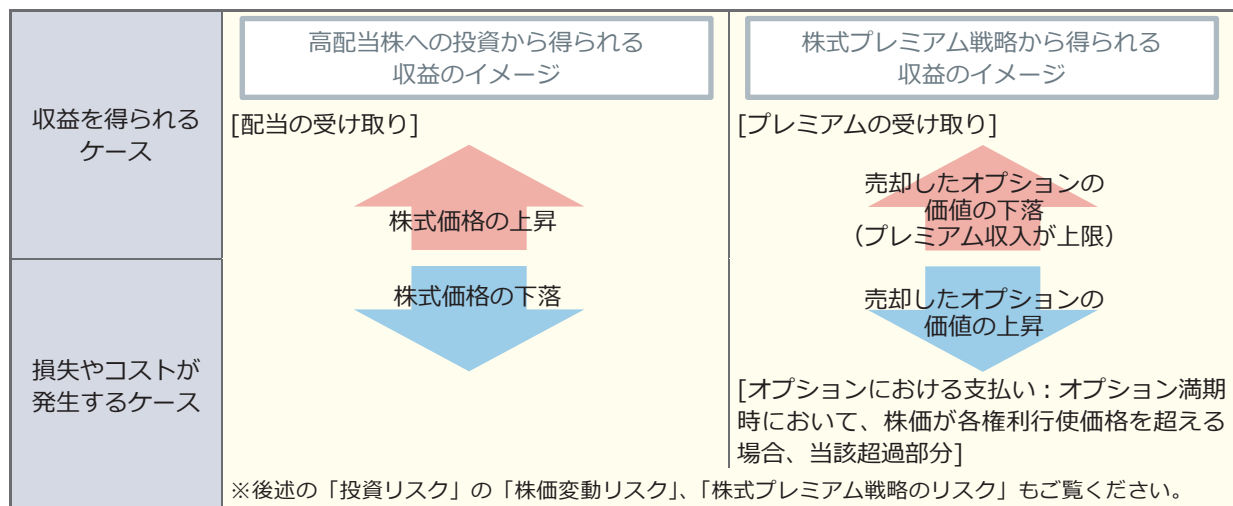 高配当株への投資から得られる
収益のイメージ
株式プレミアム戦略から得られる
収益のイメージ
収益を得られる
ケース
[配当の受け取り]
株式価格の上昇
[プレミアムの受け取り]
売却したオプションの
価値の下落
（プレミアム収入が上限）
損失やコストが
発生するケース
株式価格の下落
売却したオプションの
価値の上昇
[オプションにおける支払い：オプション満期
時において、株価が各権利行使価格を超える
場合、当該超過部分]
※後述の「投資リスク」の「株価変動リスク」、「株式プレミアム戦略のリスク」もご覧ください。